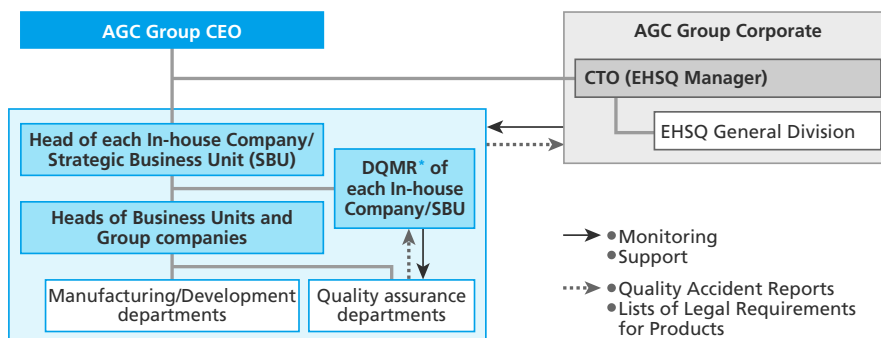 AGC Group CEO
AGC Group Corporate
CTO (EHSQ Manager)
EHSQ General Division
Head of each In-house Company/
Strategic Business Unit (SBU)
DQMR* of
each In-house
Company/SBU
Heads of Business Units and
Group companies
Manufacturing/Development
departments
Quality assurance
departments
●Monitoring
●Support
●Quality Accident Reports
●Lists of Legal Requirements
for Products